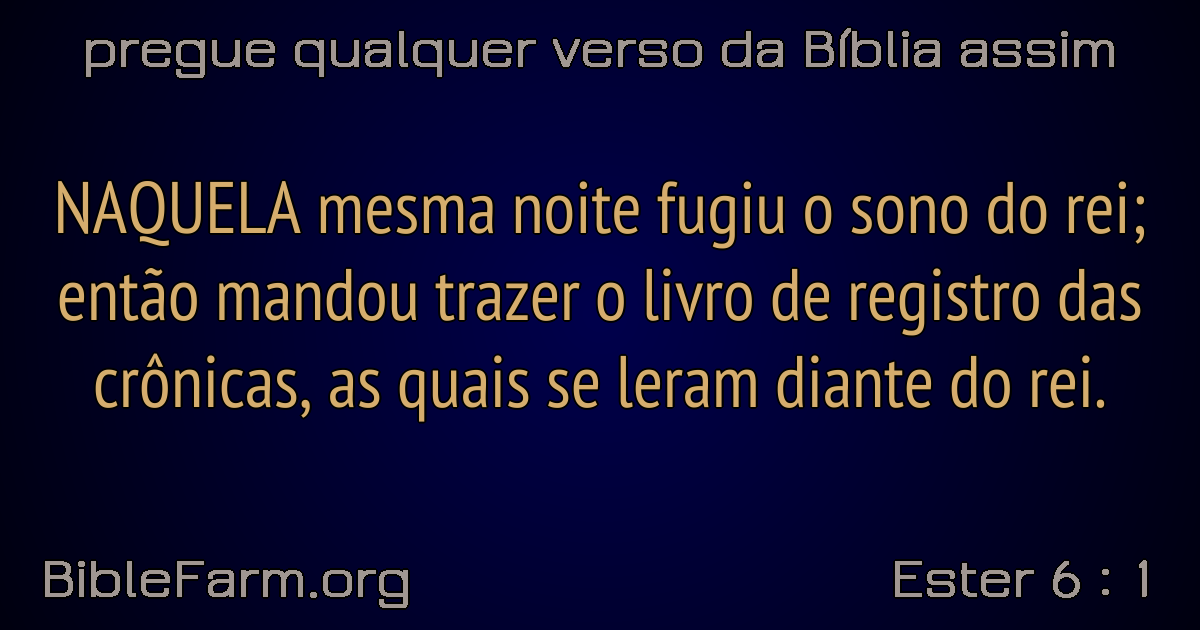 pregue qualquer verso da Bíblia assim
NAQUELA mesma noite fugiu o sono do rei;
então mandou trazer o livro de registro das
crônicas, as quais se leram diante do rei.
BibleFarm.org
Ester 6 : 1